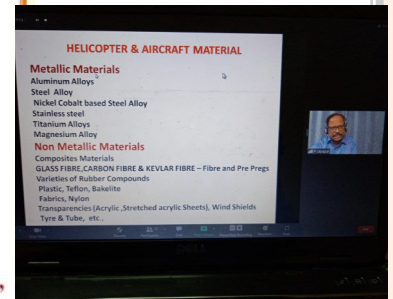 HELICOPTER & AIRCRAFT MATERIAL
Metallic Materials
Aluminum Alloys
Steel Alloy
Nickel Cobalt based Steel Alloy
Stainless steel
Titanium Alloys
Magnesium Alloy
Non Metallic Materials
Composites Materials
GLASS FIBRE,CARBON FIBRE & KEVLAR FIBRE – Fibre and Pre Pregs
Varieties of Rubber Compounds
Plastic, Teflon, Bakelite
Fabrics, Nylon
Transparencies (Acrylic ,Stretched acrylic Sheets), Wind Shields
Tyre & Tube, etc.,
DELL